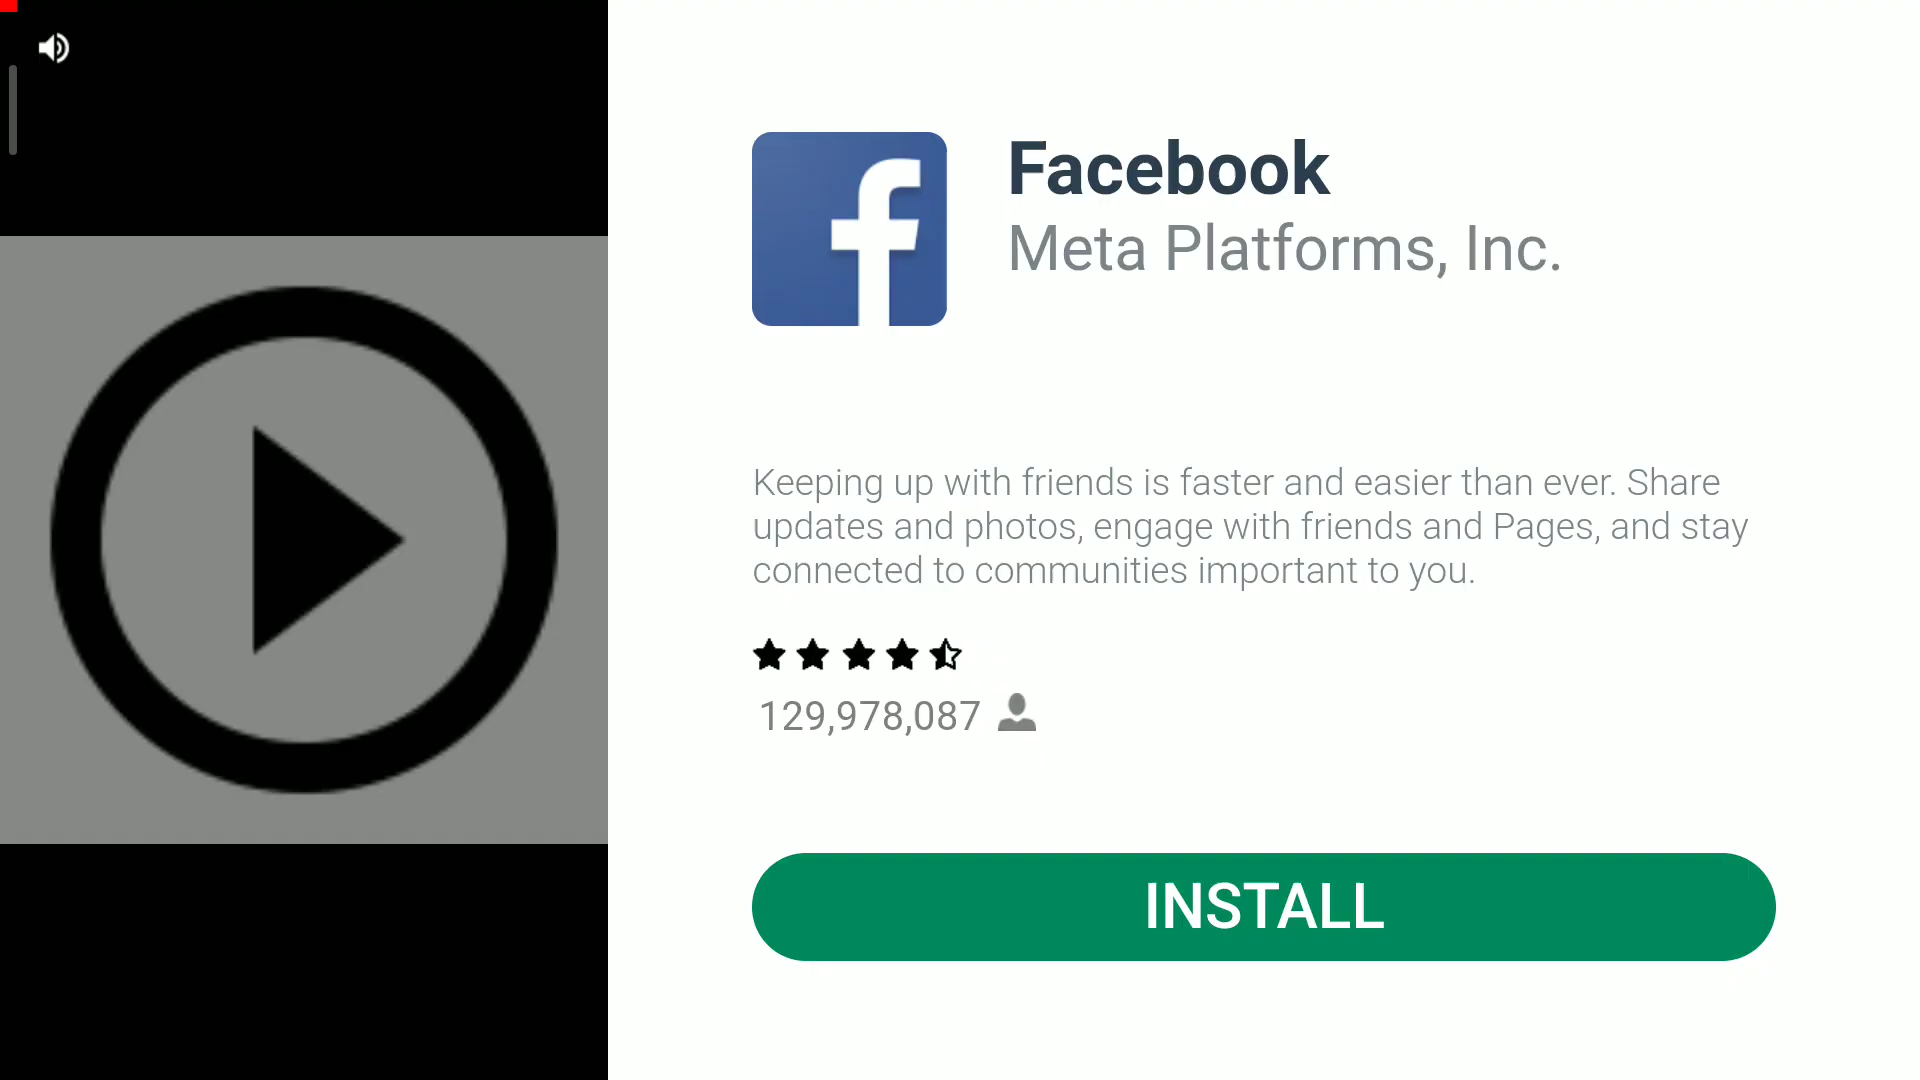 Facebook
Meta Platforms, Inc.
Keeping up with friends is faster and easier than ever. Share
updates and photos, engage with friends and Pages, and stay
connected to communities important to you.
129,978,087
INSTALL